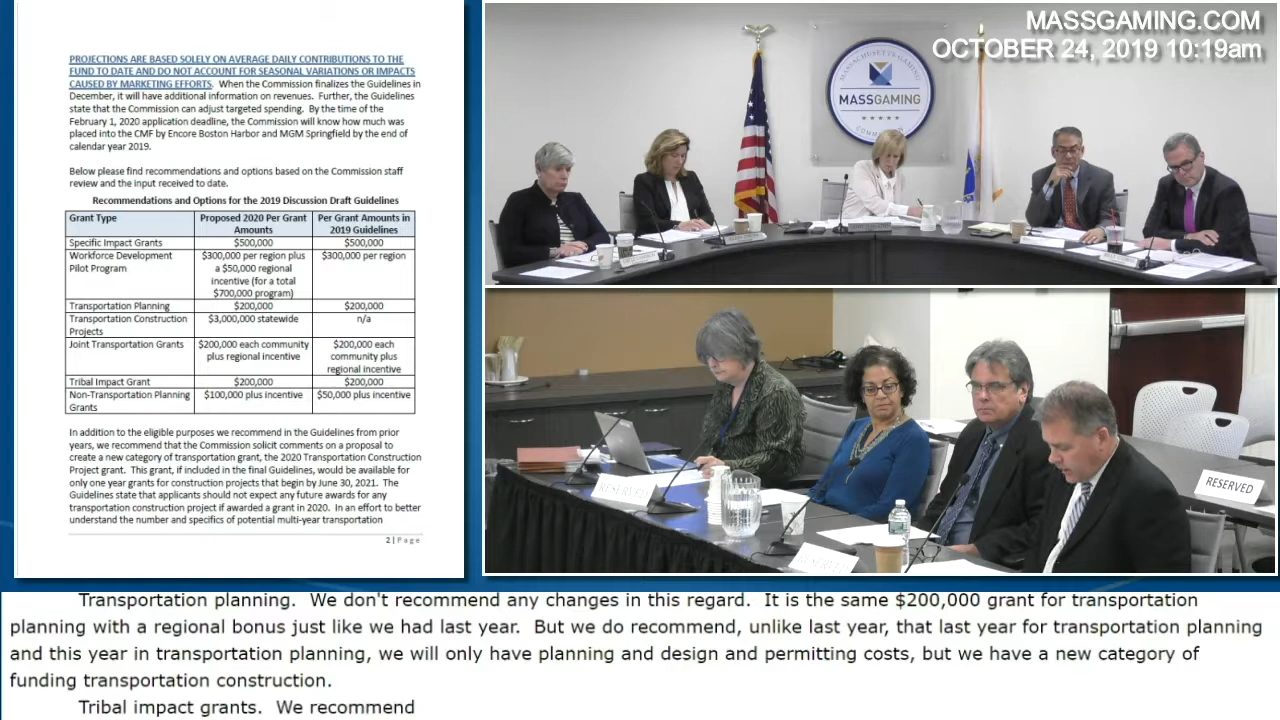 PROJECTIONS ARE BASED SOLELY ON AVERAGE DAILY CONTRIBUTIONS TO THE
FUND TO DATE AND DO NOT ACCOUNT FOR SEASONAL VARIATIONS OR IMPACTS
CAUSED BY MARKETING EFFORTS. When the Commission finalizes the Guidelines in
December, it will have additional information on revenues. Further, the Guidelines
state that the Commission can adjust targeted spending. By the time of the
February 1, 2020 application deadline, the Commission will know how much was
placed into the CMF by Encore Boston Harbor and MGM Springfield by the end of
calendar year 2019.
Below please find recommendations and options based on the Commission staff
review and the input received to date.
Recommendations and Options for the 2019 Discussion Draft Guidelines
Grant Type Proposed 2020 Per Grant Amounts Per Grant Amounts in 2019 Guidelines
Specific Impact Grants $500,000 $500,000
Workforce Development Pilot Program $300,000 per region plus a $50,000 regional incentive (for a total $700,000 program) $300,000 per region
Transportation Planning $200,000 $200,000
Transportation Construction Projects $3,000,000 statewide n/a
Joint Transportation Grants $200,000 each community plus regional incentive $200,000 each community plus regional incentive
Tribal Impact Grant $200,000 $200,000
Non-Transportation Planning Grants $100,000 plus incentive $50,000 plus incentive
In addition to the eligible purposes we recommend in the Guidelines from prior
years, we recommend that the Commission solicit comments on a proposal to
create a new category of transportation grant, the 2020 Transportation Construction
Project grant. This grant, if included in the final Guidelines, would be available for
only one year grants for construction projects that begin by June 30, 2021. The
Guidelines state that applicants should not expect any future awards for any
transportation construction project if awarded a grant in 2020. In an effort to better
understand the number and specifics of potential multi-year transportation
2 | Page
MASSGAMING.COM
OCTOBER 24, 2019 10:19am
MASSACHUSETTS GAMING
MASSGAMING
COMMISSION
RESERVED
RESERVED
RESERVED
Transportation planning. We don't recommend any changes in this regard. It is the same $200,000 grant for transportation
planning with a regional bonus just like we had last year. But we do recommend, unlike last year, that last year for transportation planning
and this year in transportation planning, we will only have planning and design and permitting costs, but we have a new category of
funding transportation construction.
Tribal impact grants. We recommend